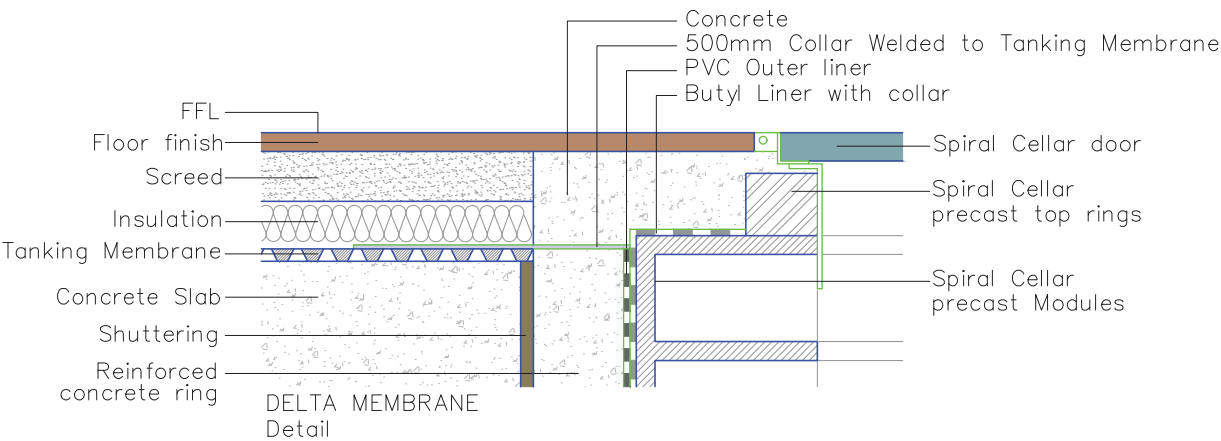 Concrete
500mm Collar Welded to Tanking Membrane
PVC Outer liner
Butyl Liner with collar
FFL
Floor finish
Screed
Insulation
Tanking Membrane
Concrete Slab
Shuttering
Reinforced
concrete ring
Spiral Cellar door
Spiral Cellar
precast top rings
Spiral Cellar
precast Modules
DELTA MEMBRANE
Detail